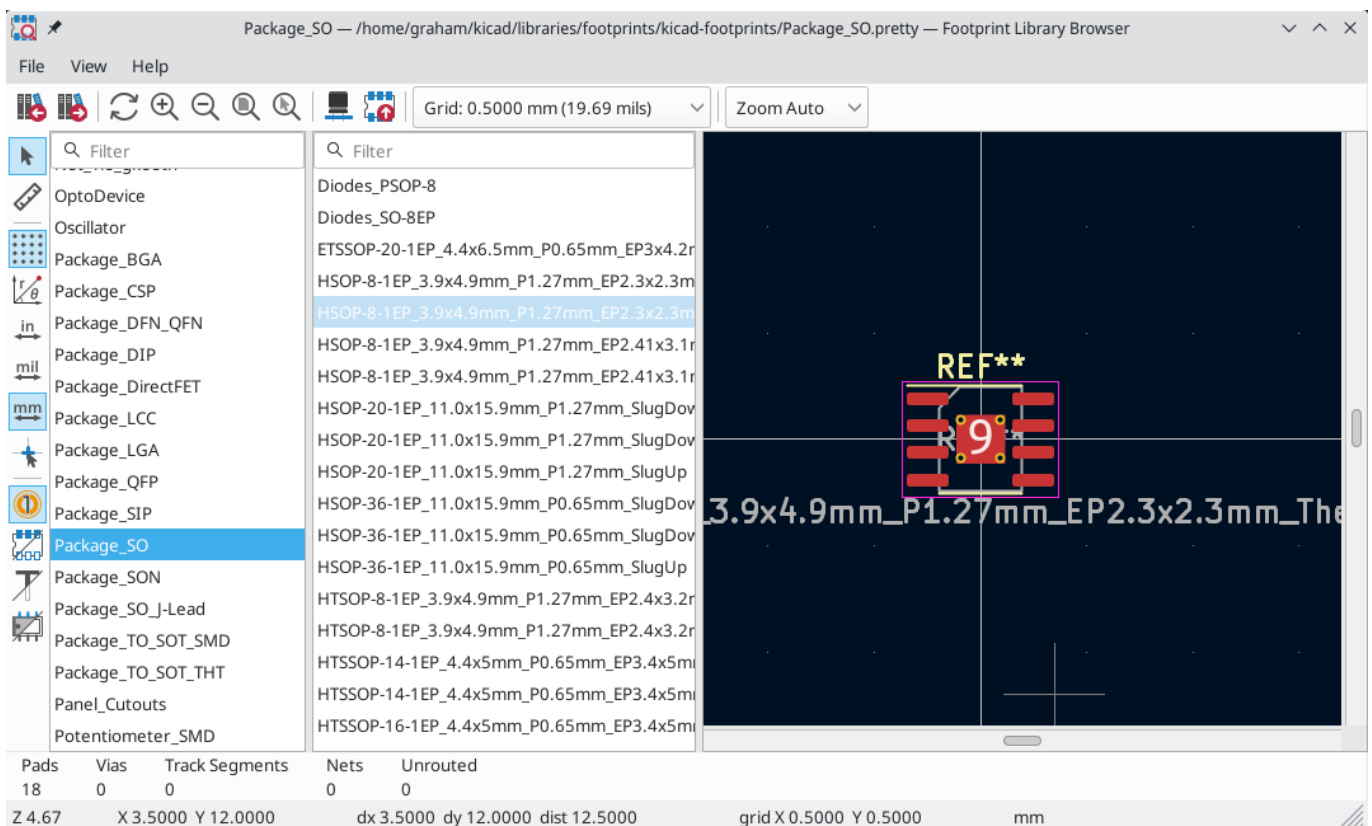 Package_SO — /home/graham/kicad/libraries/footprints/kicad-footprints/Package_SO.pretty — Footprint Library Browser
File View Help
Grid: 0.5000 mm (19.69 mils) Zoom Auto
Filter
OptoDevice
Oscillator
Package_BGA
Package_CSP
Package_DFN_QFN
Package_DIP
Package_DirectFET
Package_LCC
Package_LGA
Package_QFP
Package_SIP
Package_SO
Package_SON
Package_SO_J-Lead
Package_TO_SOT_SMD
Package_TO_SOT_THT
Panel_Cutouts
Potentiometer_SMD
Filter
Diodes_PSOP-8
Diodes_SO-8EP
ETSSOP-20-1EP_4.4x6.5mm_P0.65mm_EP3x4.2r
HSOP-8-1EP_3.9x4.9mm_P1.27mm_EP2.3x2.3m
HSOP-8-1EP_3.9x4.9mm_P1.27mm_EP2.3x2.3m
HSOP-8-1EP_3.9x4.9mm_P1.27mm_EP2.41x3.1r
HSOP-8-1EP_3.9x4.9mm_P1.27mm_EP2.41x3.1r
HSOP-20-1EP_11.0x15.9mm_P1.27mm_SlugDov
HSOP-20-1EP_11.0x15.9mm_P1.27mm_SlugDov
HSOP-20-1EP_11.0x15.9mm_P1.27mm_SlugUp
HSOP-36-1EP_11.0x15.9mm_P0.65mm_SlugDov
HSOP-36-1EP_11.0x15.9mm_P0.65mm_SlugDov
HSOP-36-1EP_11.0x15.9mm_P0.65mm_SlugUp
HTSOP-8-1EP_3.9x4.9mm_P1.27mm_EP2.4x3.2r
HTSOP-8-1EP_3.9x4.9mm_P1.27mm_EP2.4x3.2r
HTSSOP-14-1EP_4.4x5mm_P0.65mm_EP3.4x5m
HTSSOP-14-1EP_4.4x5mm_P0.65mm_EP3.4x5m
HTSSOP-16-1EP_4.4x5mm_P0.65mm_EP3.4x5m
in
mil
mm
REF**
9
_3.9x4.9mm_P1.27mm_EP2.3x2.3mm_The
Pads Vias Track Segments Nets Unrouted
18 0 0 0 0
Z 4.67 X 3.5000 Y 12.0000 dx 3.5000 dy 12.0000 dist 12.5000 grid X 0.5000 Y 0.5000 mm